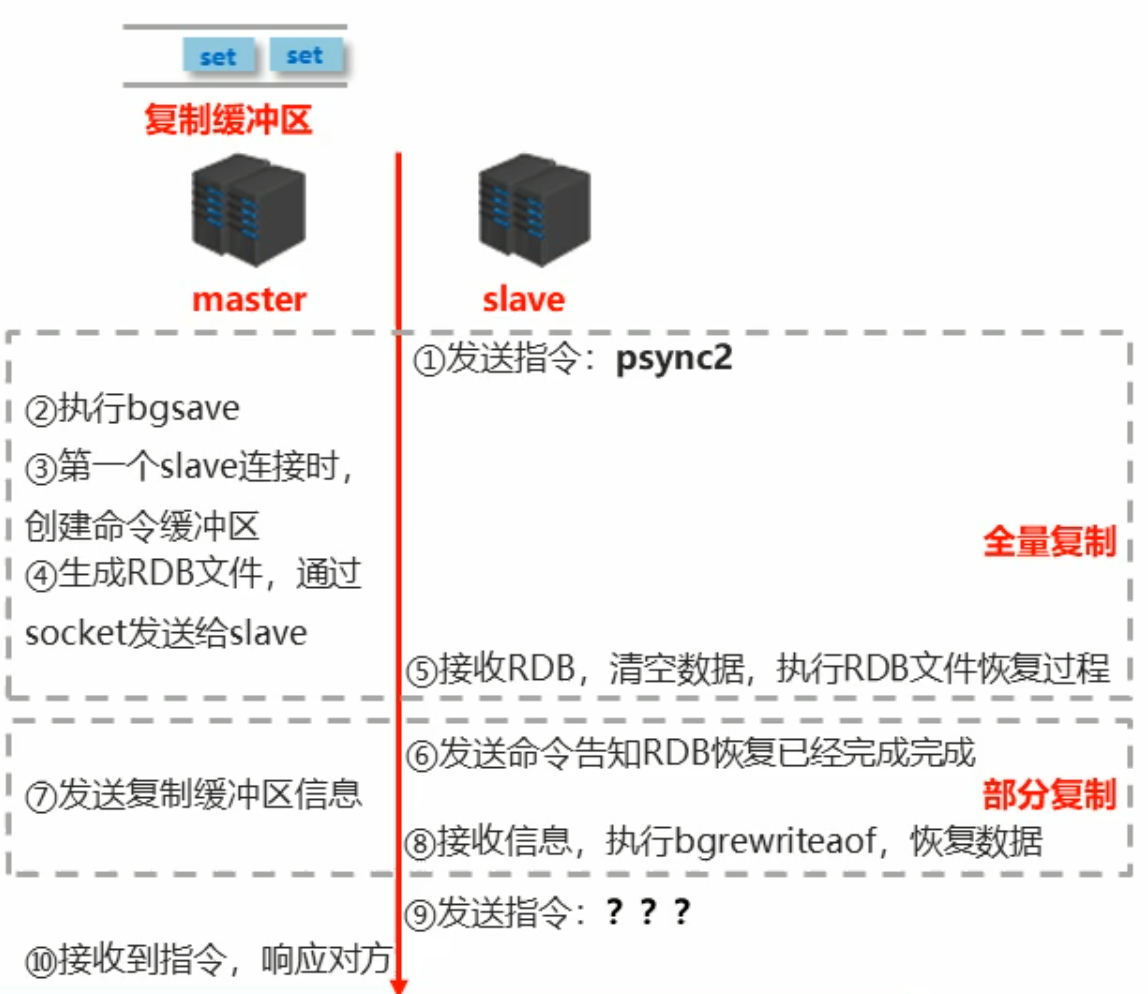 set set
复制缓冲区
master slave
①发送指令：psync2
②执行bgsave
③第一个slave连接时，
创建命令缓冲区
全量复制
④生成RDB文件，通过
socket发送给slave
⑤接收RDB，清空数据，执行RDB文件恢复过程
⑥发送命令告知RDB恢复已经完成完成
⑦发送复制缓冲区信息
部分复制
⑧接收信息，执行bgrewriteaof，恢复数据
⑨发送指令：？？？
⑩接收到指令，响应对方